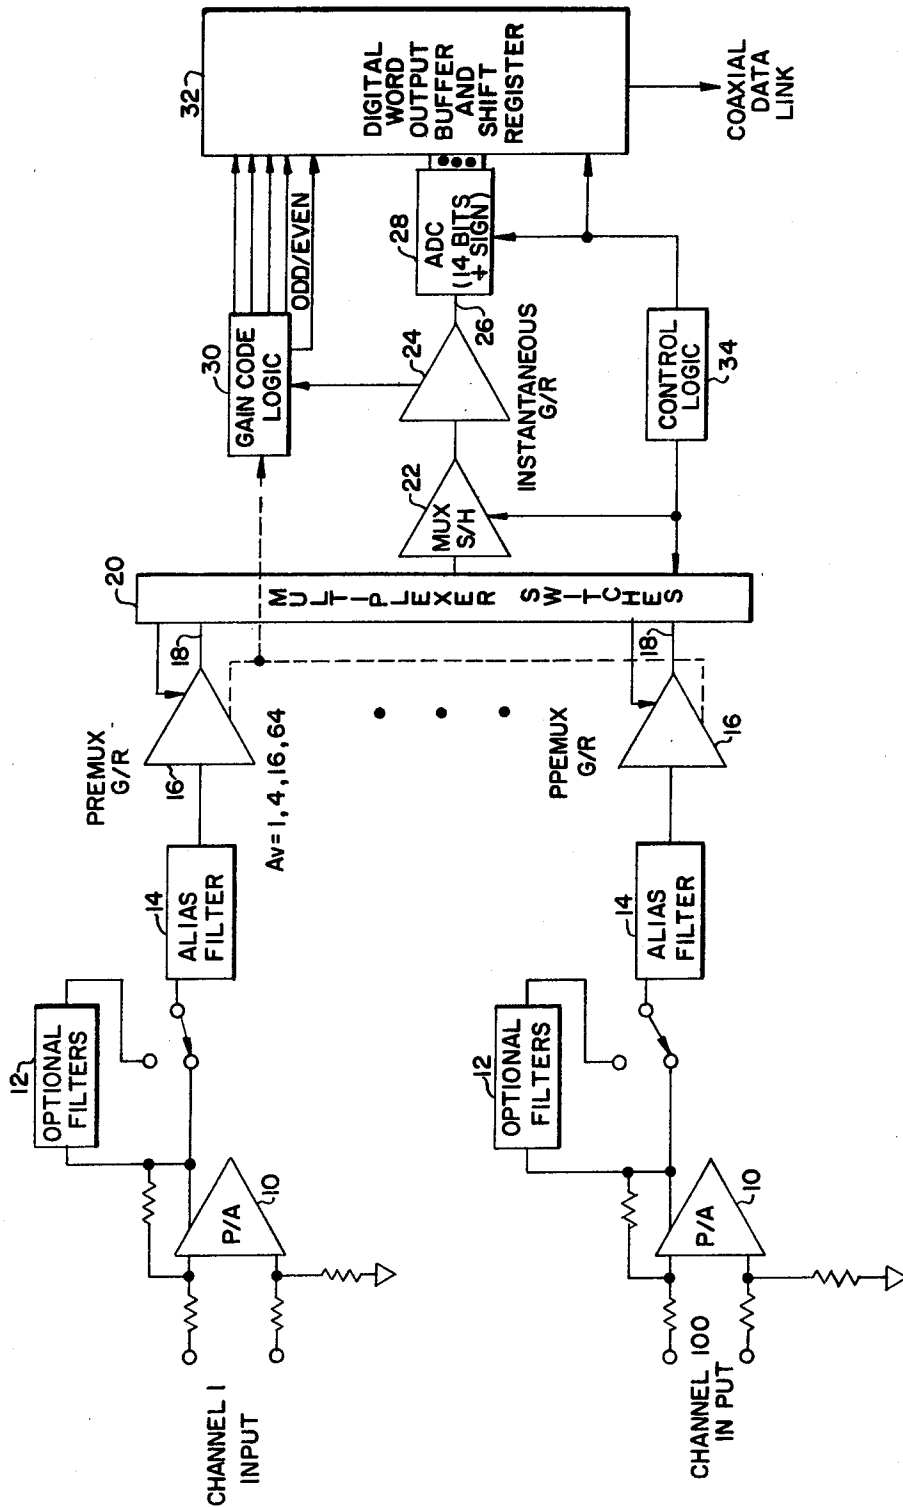 CHANNEL 1
INPUT
P/A
10
12
OPTIONAL
FILTERS
14
ALIAS
FILTER
PREMUX
G/R
16
AV=1,4,16,64
18
20
MULTIPLEXER SWITCHES
CHANNEL 100
IN PUT
P/A
10
12
OPTIONAL
FILTERS
14
ALIAS
FILTER
PPEMUX
G/R
16
18
22
MUX
S/H
24
INSTANTANEOUS
G/R
26
28
ADC
(14 BITS
+ SIGN)
30
GAIN CODE
LOGIC
ODD/EVEN
32
DIGITAL
WORD
OUTPUT
BUFFER
AND
SHIFT
REGISTER
CONTROL
LOGIC
34
COAXIAL
DATA
LINK